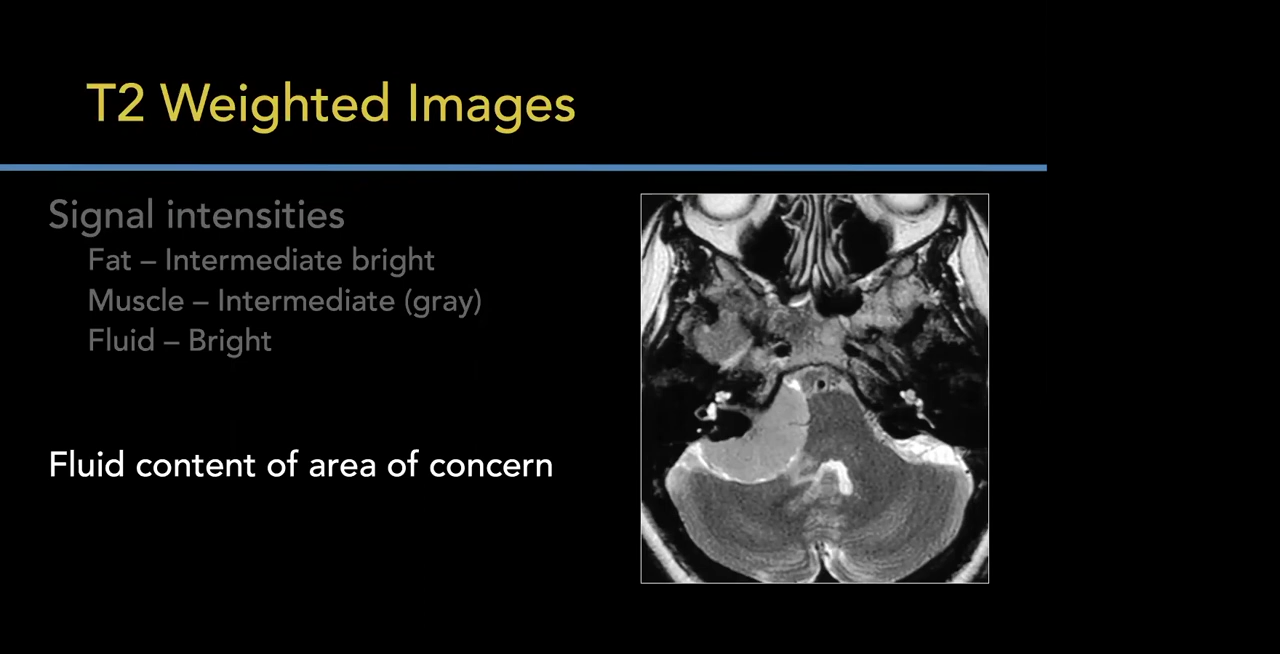 T2 Weighted Images
Signal intensities
Fat – Intermediate bright
Muscle – Intermediate (gray)
Fluid – Bright
Fluid content of area of concern